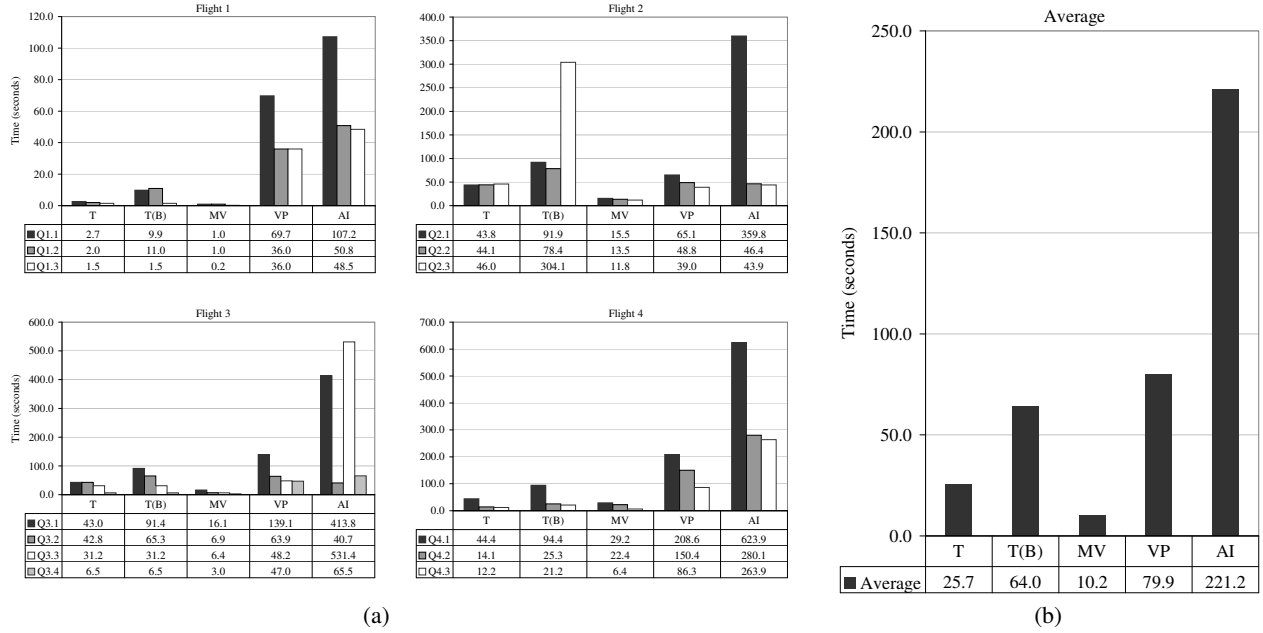 Flight 1
Time (seconds)
120.0
100.0
80.0
60.0
40.0
20.0
0.0
T T(B) MV VP AI
Q1.1 2.7 9.9 1.0 69.7 107.2
Q1.2 2.0 11.0 1.0 36.0 50.8
Q1.3 1.5 1.5 0.2 36.0 48.5
Flight 2
400.0
350.0
300.0
250.0
200.0
150.0
100.0
50.0
0.0
T T(B) MV VP AI
Q2.1 43.8 91.9 15.5 65.1 359.8
Q2.2 44.1 78.4 13.5 48.8 46.4
Q2.3 46.0 304.1 11.8 39.0 43.9
Flight 3
Time (seconds)
600.0
500.0
400.0
300.0
200.0
100.0
0.0
T T(B) MV VP AI
Q3.1 43.0 91.4 16.1 139.1 413.8
Q3.2 42.8 65.3 6.9 63.9 40.7
Q3.3 31.2 31.2 6.4 48.2 531.4
Q3.4 6.5 6.5 3.0 47.0 65.5
Flight 4
700.0
600.0
500.0
400.0
300.0
200.0
100.0
0.0
T T(B) MV VP AI
Q4.1 44.4 94.4 29.2 208.6 623.9
Q4.2 14.1 25.3 22.4 150.4 280.1
Q4.3 12.2 21.2 6.4 86.3 263.9
(a)
Average
Time (seconds)
250.0
200.0
150.0
100.0
50.0
0.0
T T(B) MV VP AI
Average 25.7 64.0 10.2 79.9 221.2
(b)